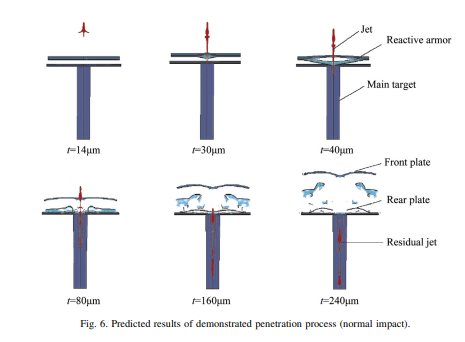 Jet
Reactive armor
Main target
t=14μm
t=30μm
t=40μm
Front plate
Rear plate
Residual jet
t=80μm
t=160μm
t=240μm
Fig. 6. Predicted results of demonstrated penetration process (normal impact).